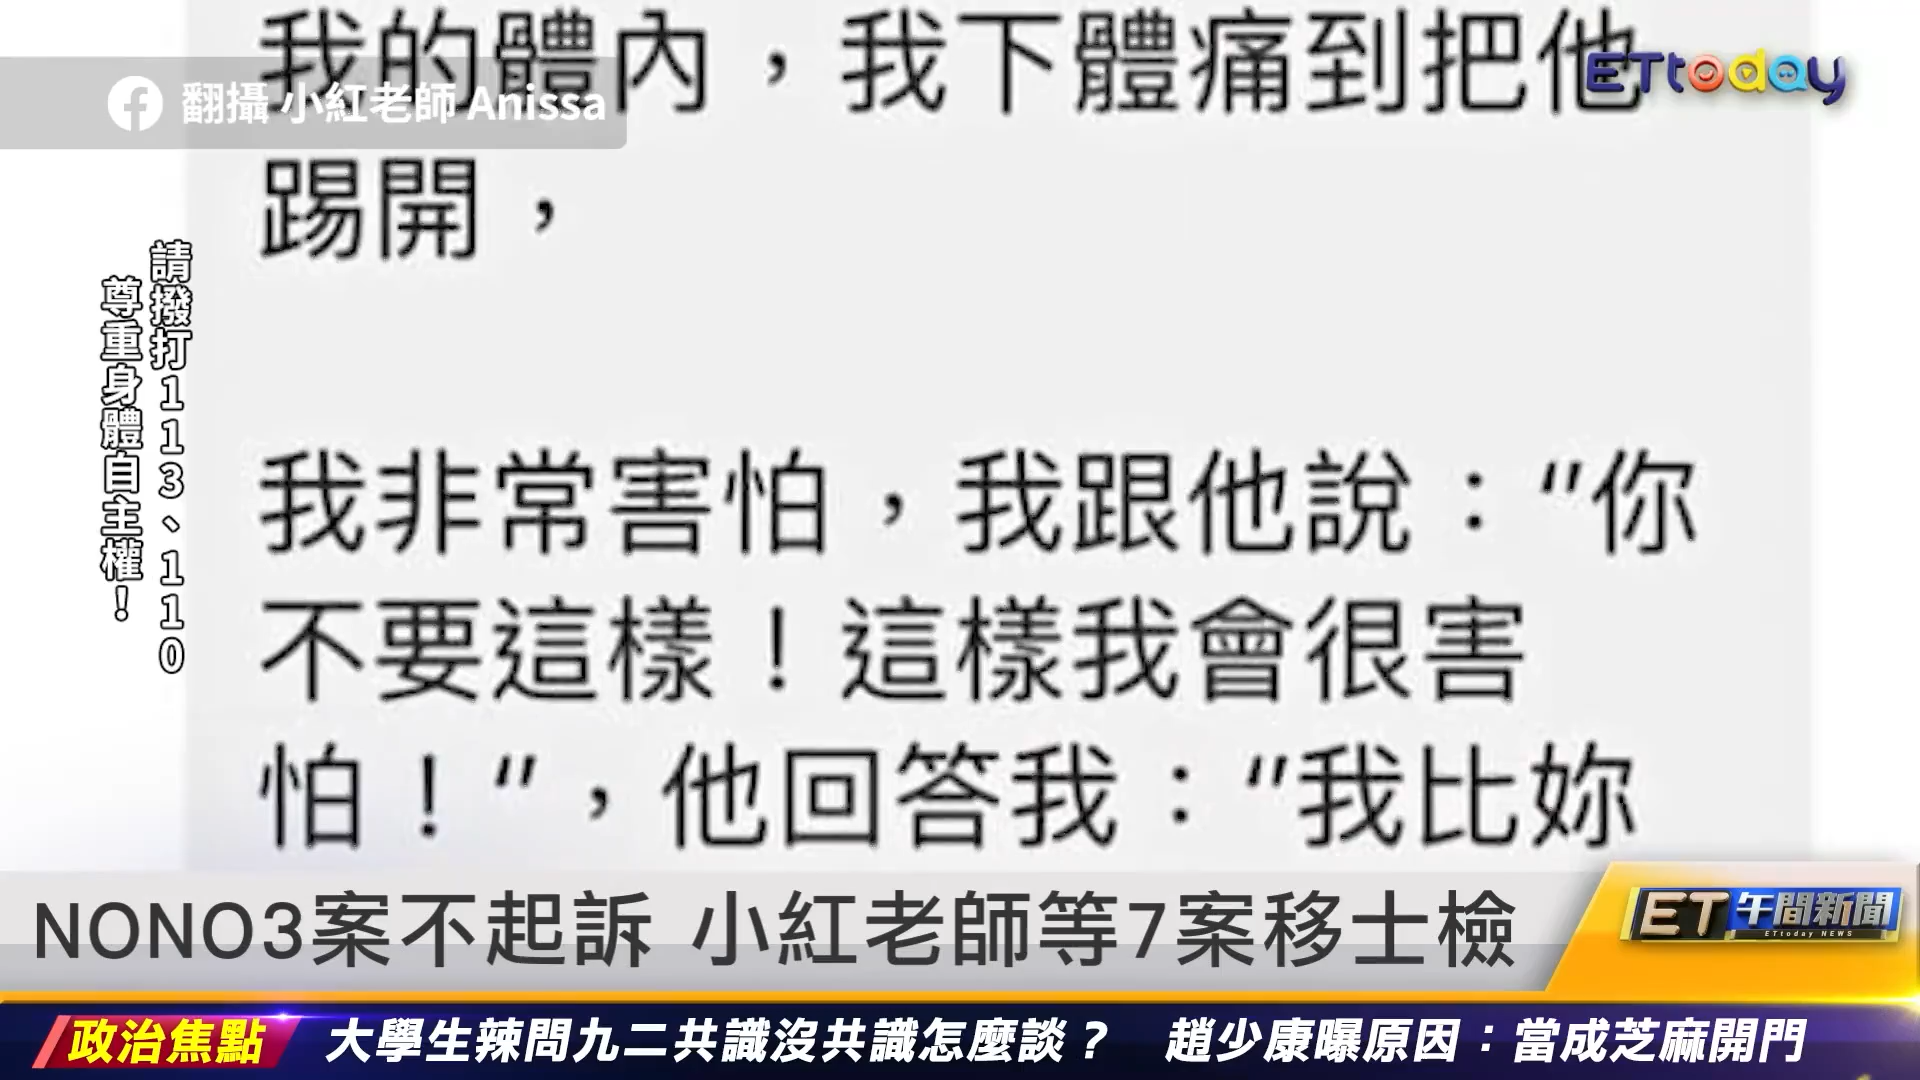 我的體內，我下體痛到把他
ETtoday
翻攝 小紅老師 Anissa
踢開，
請撥打113、110
尊重身體自主權！
我非常害怕，我跟他說："你
不要這樣！這樣我會很害
怕！"，他回答我："我比妳
NONO3案不起訴 小紅老師等7案移士檢
ET午間新聞
ETtoday NEWS
政治焦點
大學生辣問九二共識沒共識怎麼談？ 趙少康曝原因：當成芝麻開門